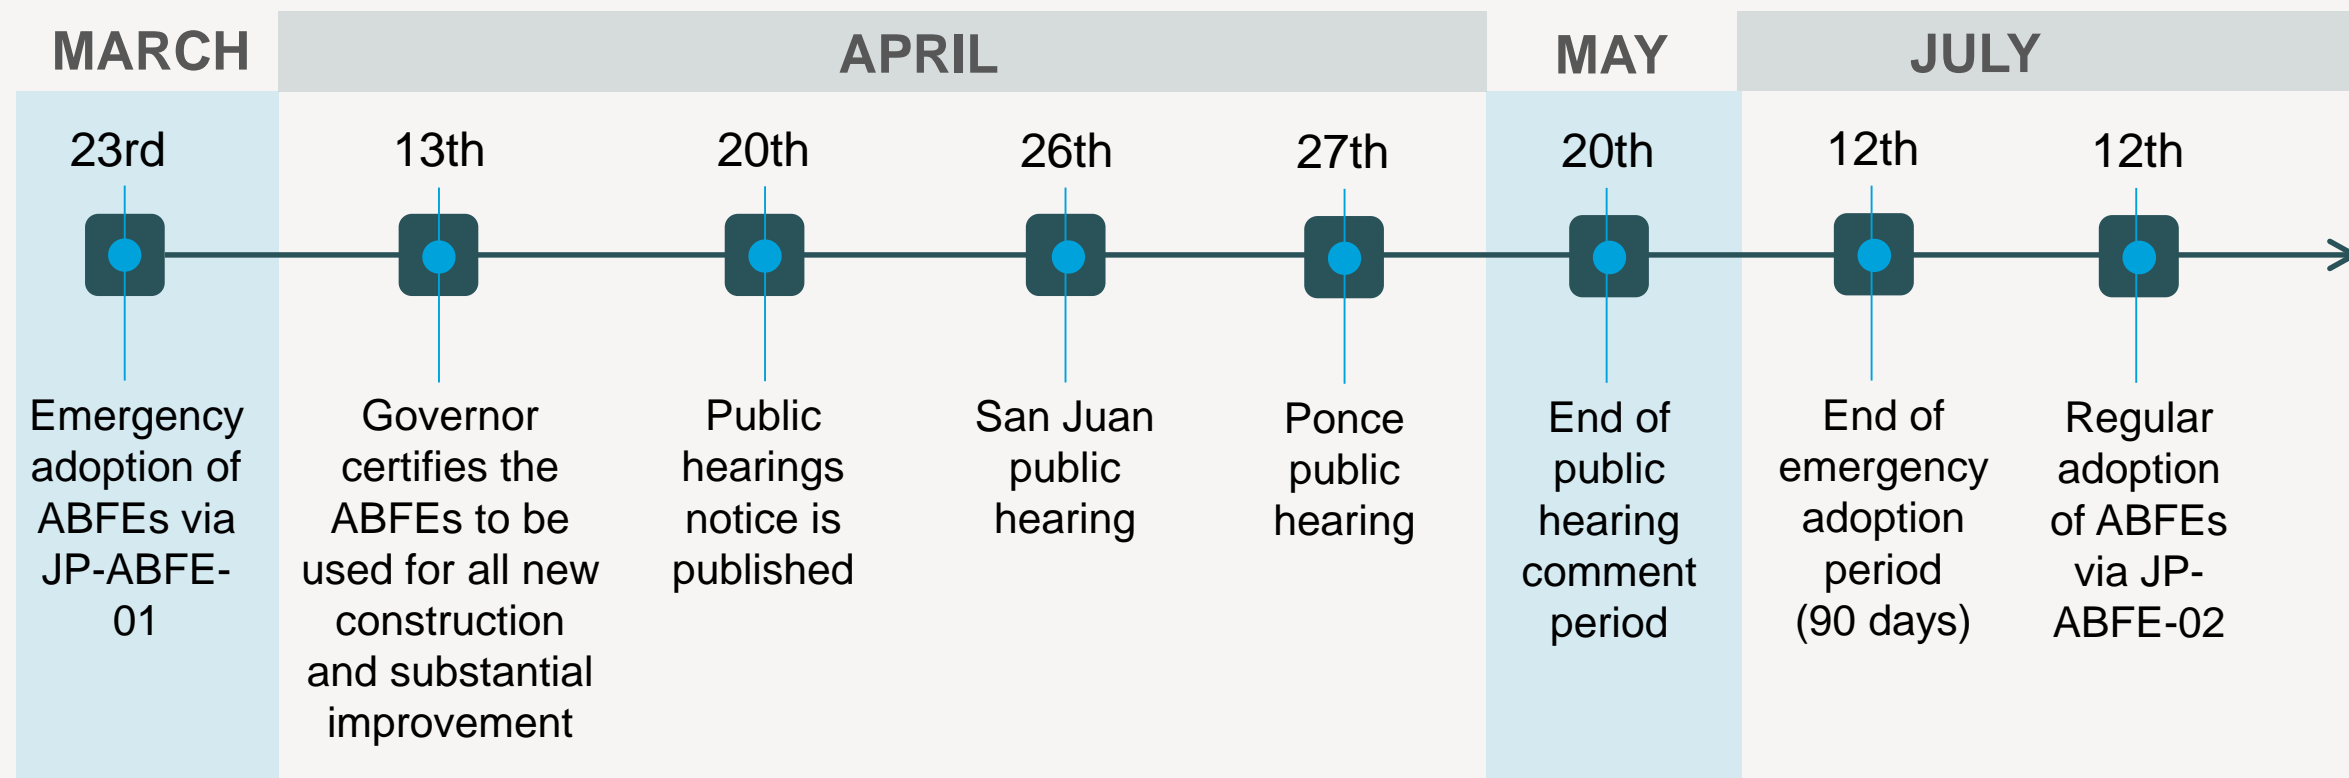 MARCH
APRIL
MAY
JULY
23rd
Emergency
adoption of
ABFEs via
JP-ABFE-
01
13th
Governor
certifies the
ABFEs to be
used for all new
construction
and substantial
improvement
20th
Public
hearings
notice is
published
26th
San Juan
public
hearing
27th
Ponce
public
hearing
20th
End of
public
hearing
comment
period
12th
End of
emergency
adoption
period
(90 days)
12th
Regular
adoption
of ABFEs
via JP-
ABFE-02